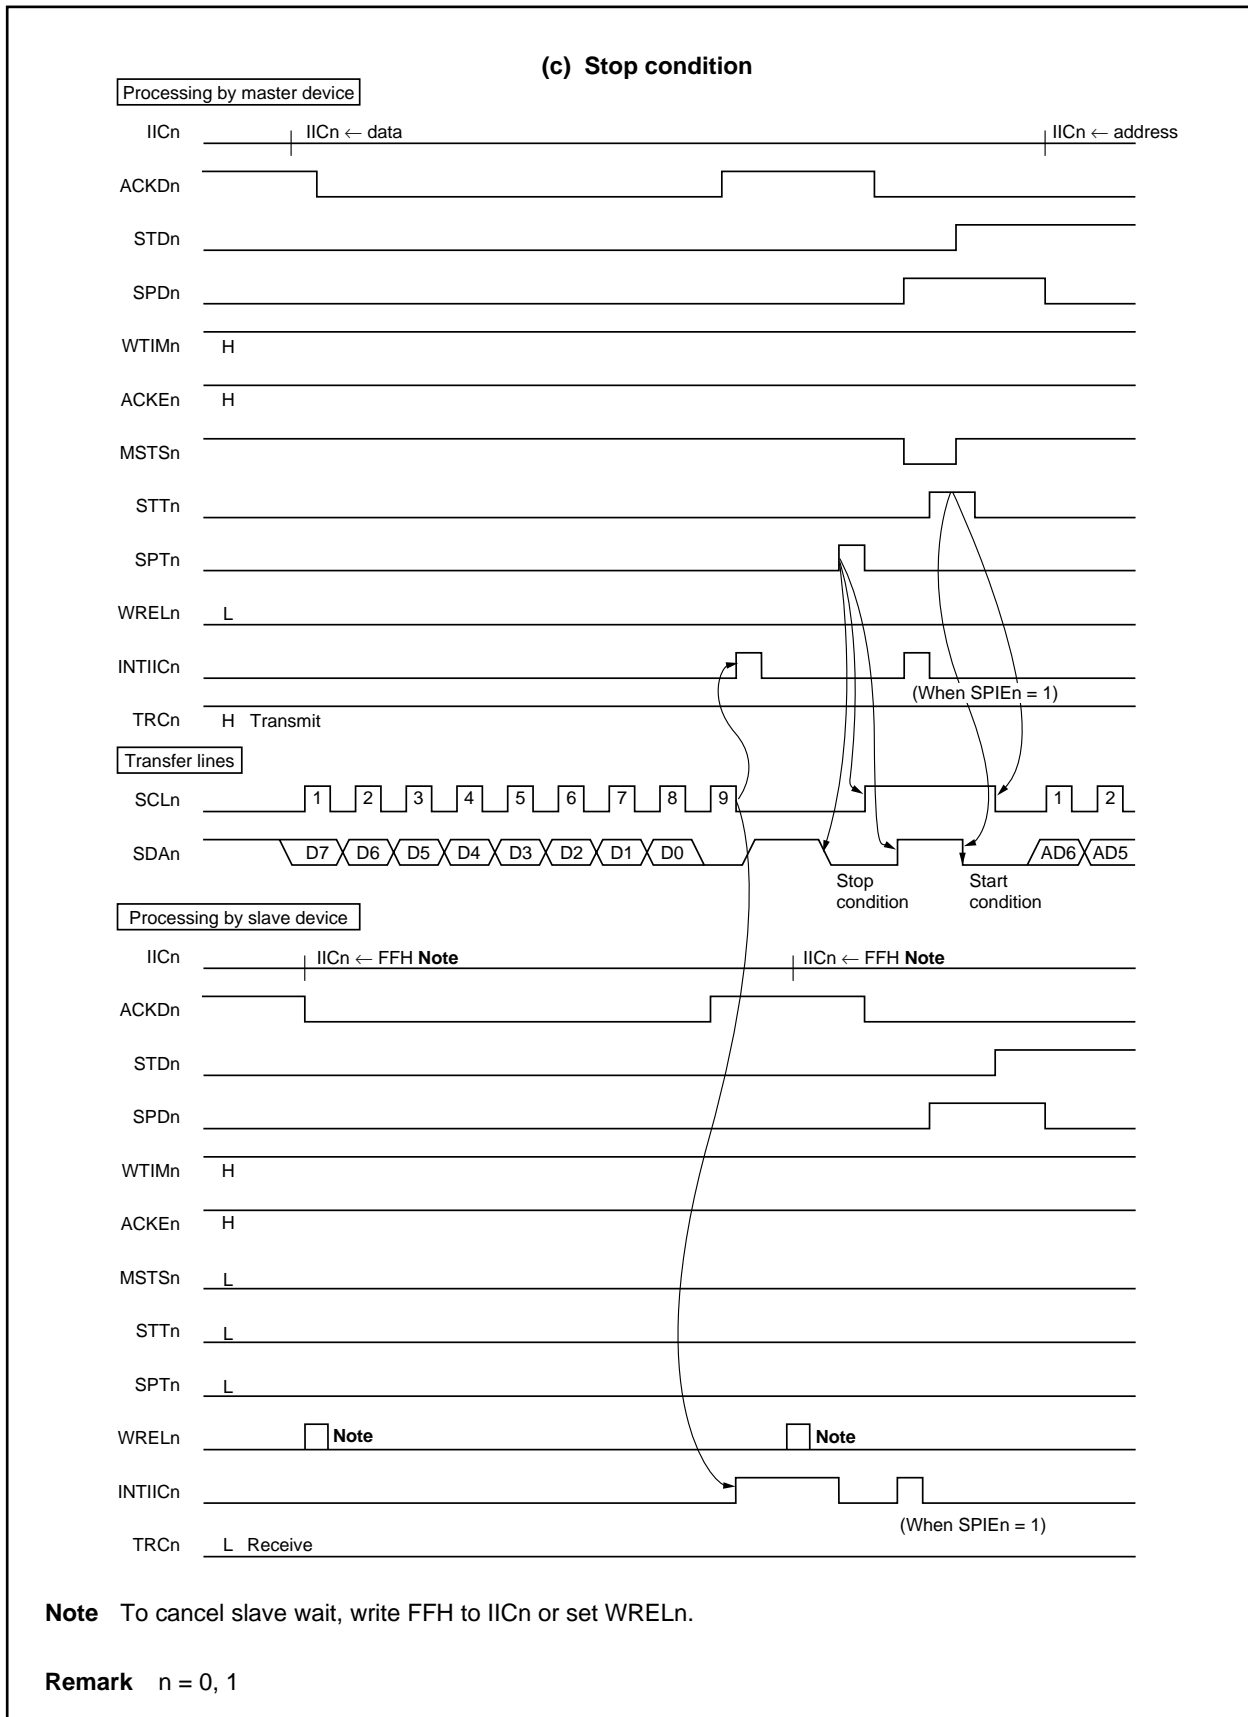 (c) Stop condition
Processing by master device
IICn IICn ← data IICn ← address
ACKDn
STDn
SPDn
WTIMn H
ACKEn H
MSTSn
STTn
SPTn
WRELn L
INTIICn
(When SPIEn = 1)
TRCn H Transmit
Transfer lines
SCLn 1 2 3 4 5 6 7 8 9 1 2
SDAn D7 D6 D5 D4 D3 D2 D1 D0 AD6 AD5
Stop condition
Start condition
Processing by slave device
IICn IICn ← FFH Note IICn ← FFH Note
ACKDn
STDn
SPDn
WTIMn H
ACKEn H
MSTSn L
STTn L
SPTn L
WRELn Note Note
INTIICn
(When SPIEn = 1)
TRCn L Receive
Note To cancel slave wait, write FFH to IICn or set WRELn.
Remark n = 0, 1